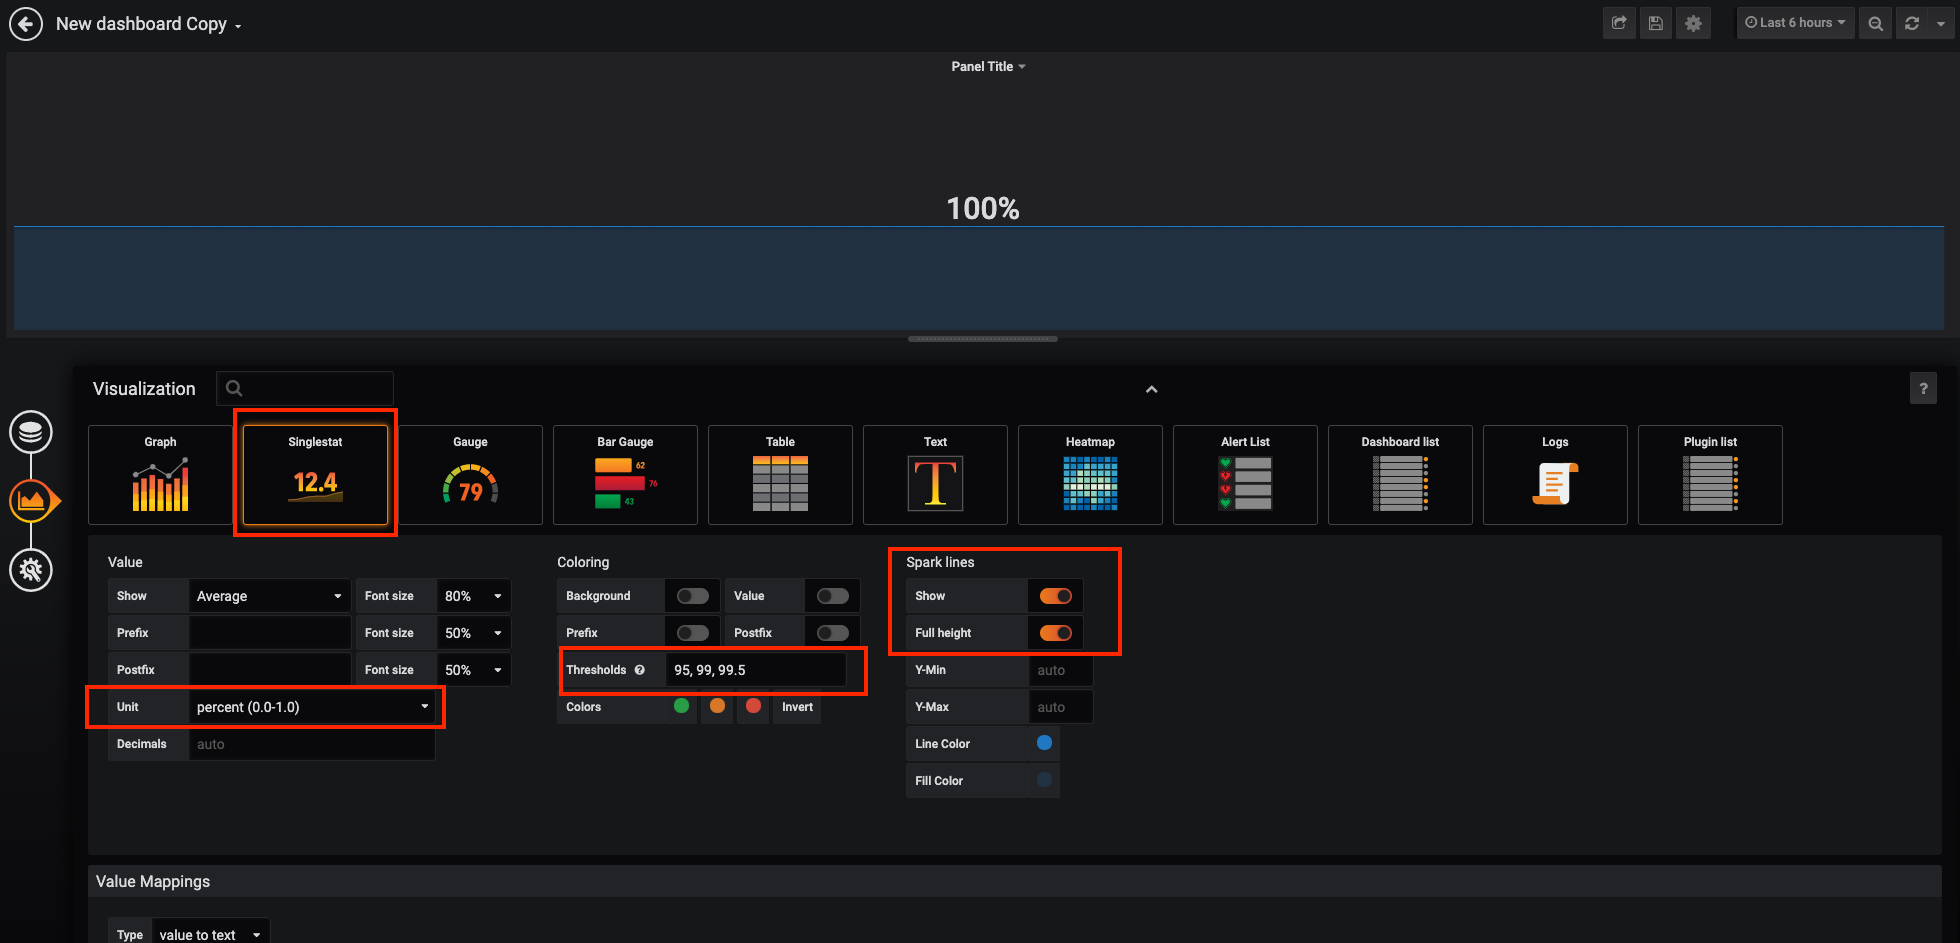 New dashboard Copy
Last 6 hours
Panel Title
100%
Visualization
?
Graph
Singlestat
12.4
Gauge
79
Bar Gauge
62
76
43
Table
Text
T
Heatmap
Alert List
Dashboard list
Logs
Plugin list
Value
Show Average Font size 80%
Prefix Font size 50%
Postfix Font size 50%
Unit percent (0.0-1.0)
Decimals auto
Coloring
Background Value
Prefix Postfix
Thresholds ? 95, 99, 99.5
Colors Invert
Spark lines
Show
Full height
Y-Min auto
Y-Max auto
Line Color
Fill Color
Value Mappings
Type value to text